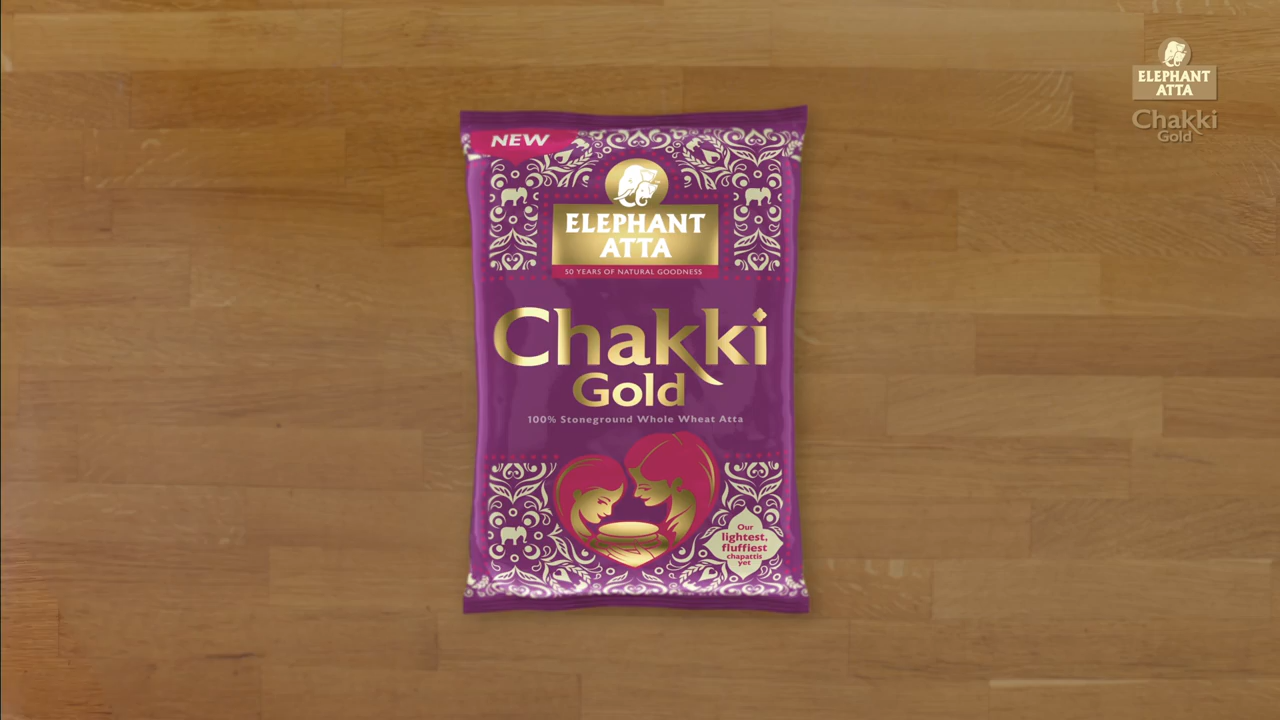 NEW
ELEPHANT
ATTA
50 YEARS OF NATURAL GOODNESS
Chakki
Gold
100% Stoneground Whole Wheat Atta
Our
lightest,
fluffiest
chapattis
yet
ELEPHANT
ATTA
Chakki
Gold